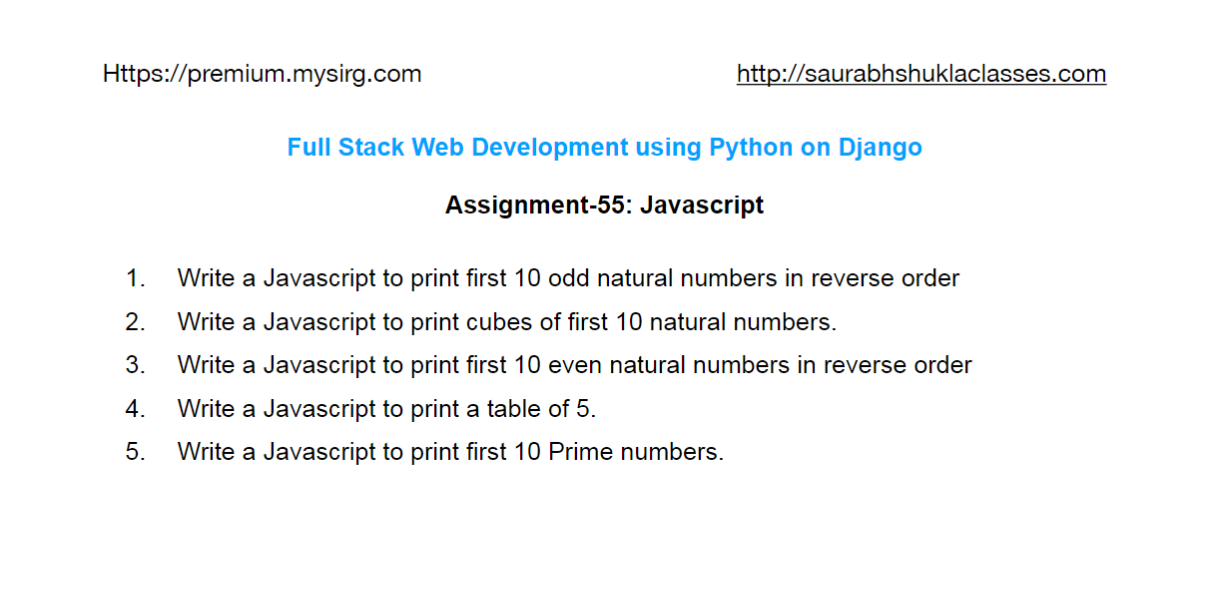 Https://premium.mysirg.com http://saurabhshuklaclasses.com
Full Stack Web Development using Python on Django
Assignment-55: Javascript
1. Write a Javascript to print first 10 odd natural numbers in reverse order
2. Write a Javascript to print cubes of first 10 natural numbers.
3. Write a Javascript to print first 10 even natural numbers in reverse order
4. Write a Javascript to print a table of 5.
5. Write a Javascript to print first 10 Prime numbers.